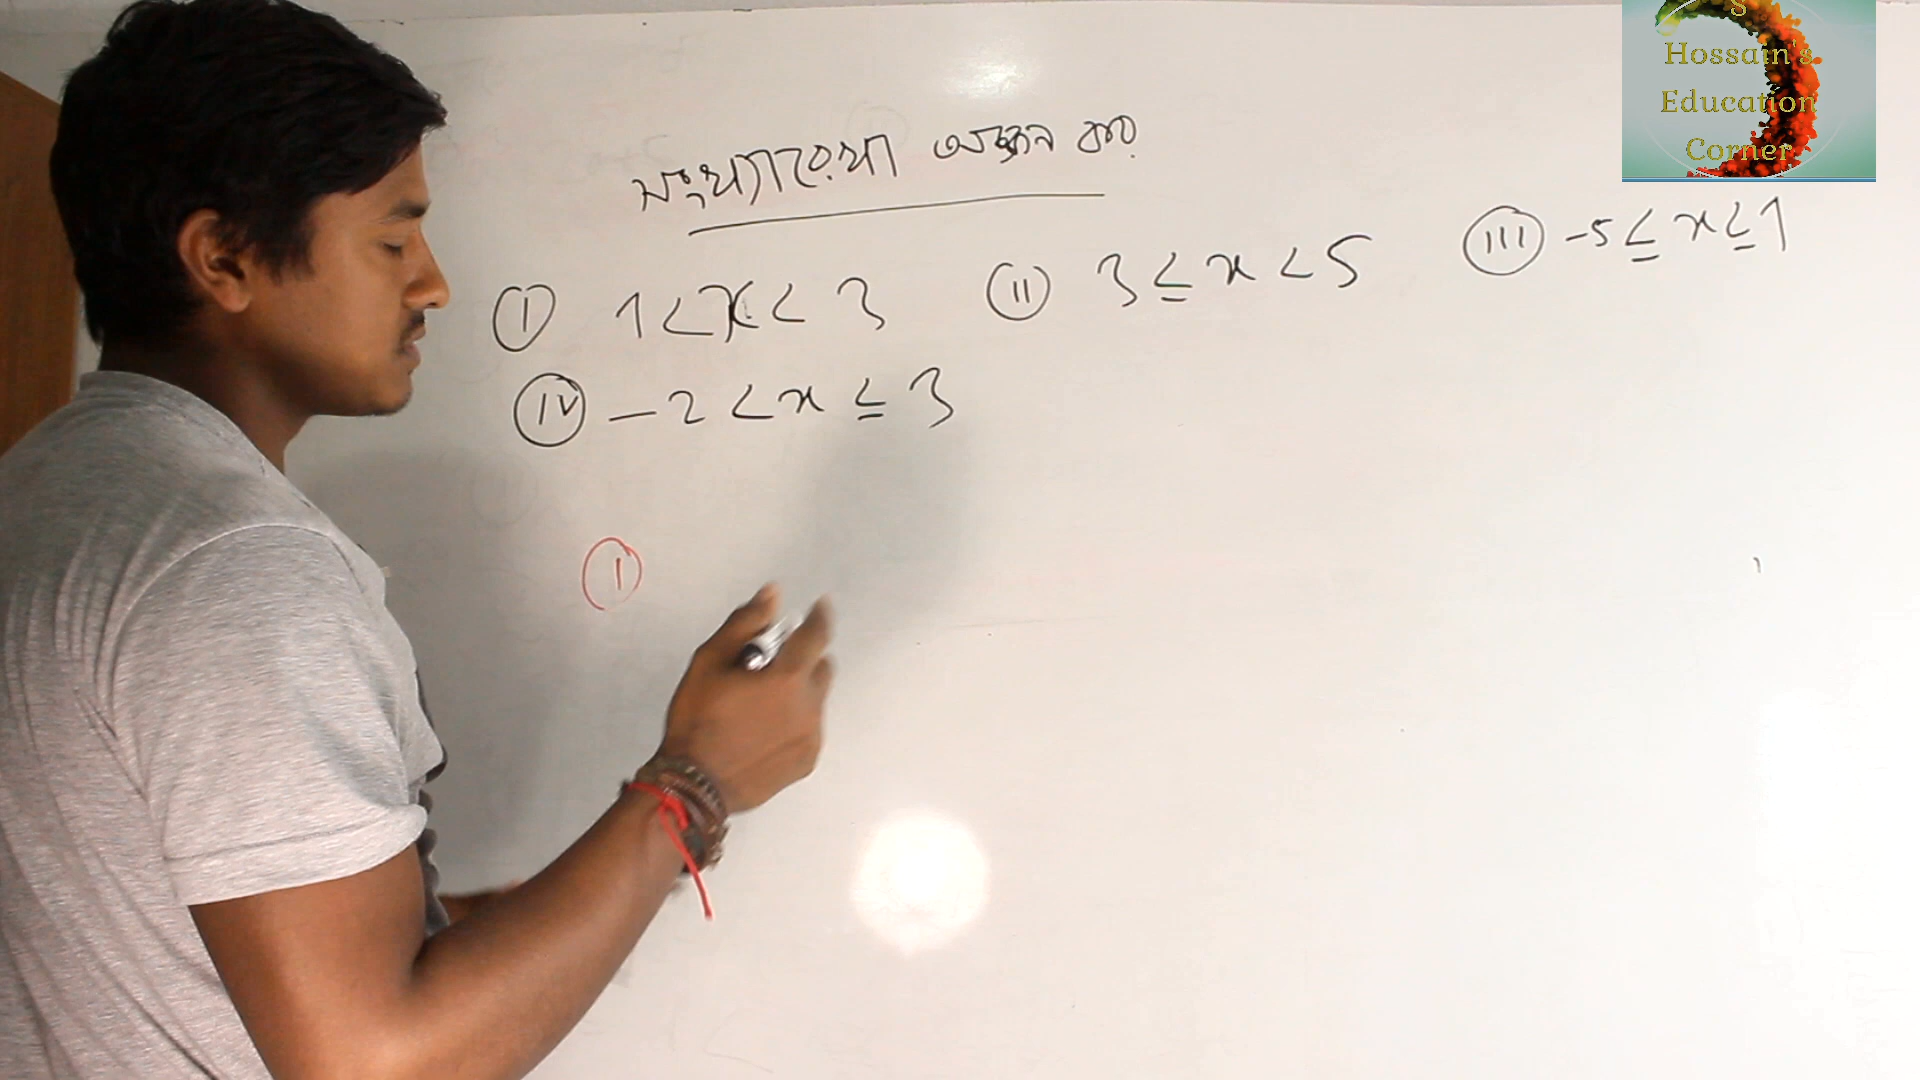 সংখ্যারেখা অঙ্কন কর
I 1 < x < 3 II 3 ≤ x < 5 III -5 ≤ x ≤ 1
IV -2 < x ≤ 3
I
S
Hossain's
Education
Corner